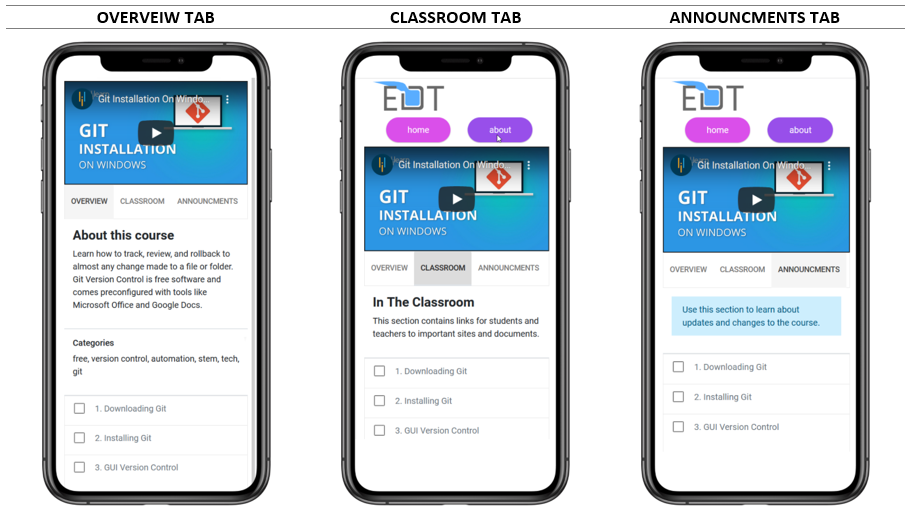 OVERVEIW TAB
CLASSROOM TAB
ANNOUNCMENTS TAB
Git Installation On Windo...
GIT
INSTALLATION
ON WINDOWS
OVERVIEW CLASSROOM ANNOUNCMENTS
About this course
Learn how to track, review, and rollback to
almost any change made to a file or folder.
Git Version Control is free software and
comes preconfigured with tools like
Microsoft Office and Google Docs.
Categories
free, version control, automation, stem, tech,
git
1. Downloading Git
2. Installing Git
3. GUI Version Control
EDT
home about
Git Installation On Windo...
GIT
INSTALLATION
ON WINDOWS
OVERVIEW CLASSROOM ANNOUNCMENTS
In The Classroom
This section contains links for students and
teachers to important sites and documents.
1. Downloading Git
2. Installing Git
3. GUI Version Control
EDT
home about
Git Installation On Windo...
GIT
INSTALLATION
ON WINDOWS
OVERVIEW CLASSROOM ANNOUNCMENTS
Use this section to learn about
updates and changes to the course.
1. Downloading Git
2. Installing Git
3. GUI Version Control